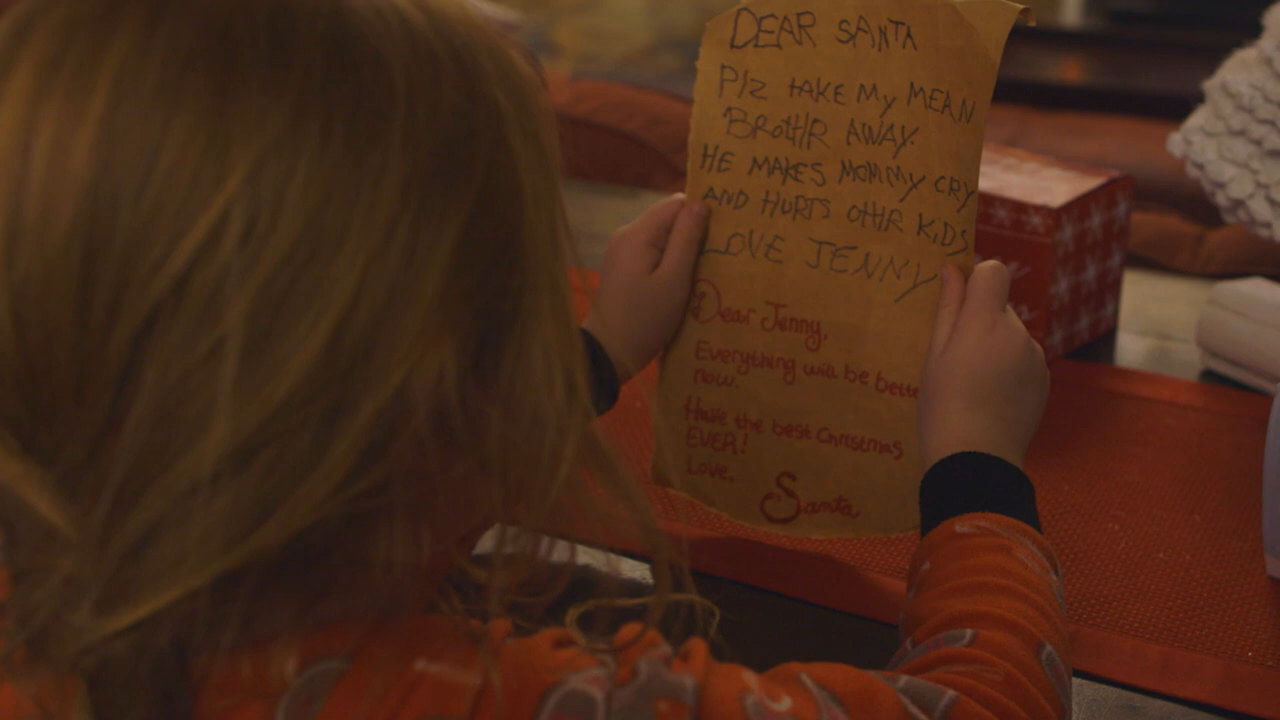 DEAR SANTA
PlZ tAKE My MEAN
BRotHR AWAY.
HE MAKES MOMMY CRY
AND HURTS OtHR KiDS
LOVE JENNY
Dear Jenny,
Everything will be bette
now.
Have the best Christmas
EVER!
Love,
Santa